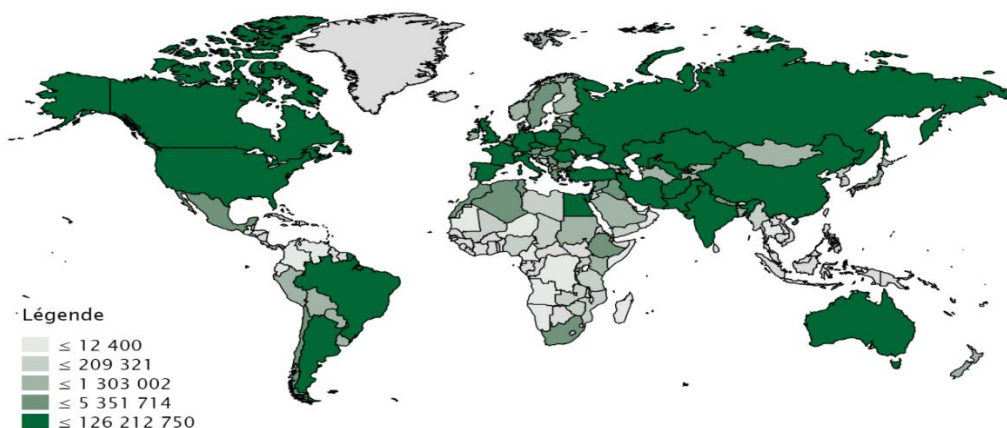 Légende
≤ 12 400
≤ 209 321
≤ 1 303 002
≤ 5 351 714
≤ 126 212 750